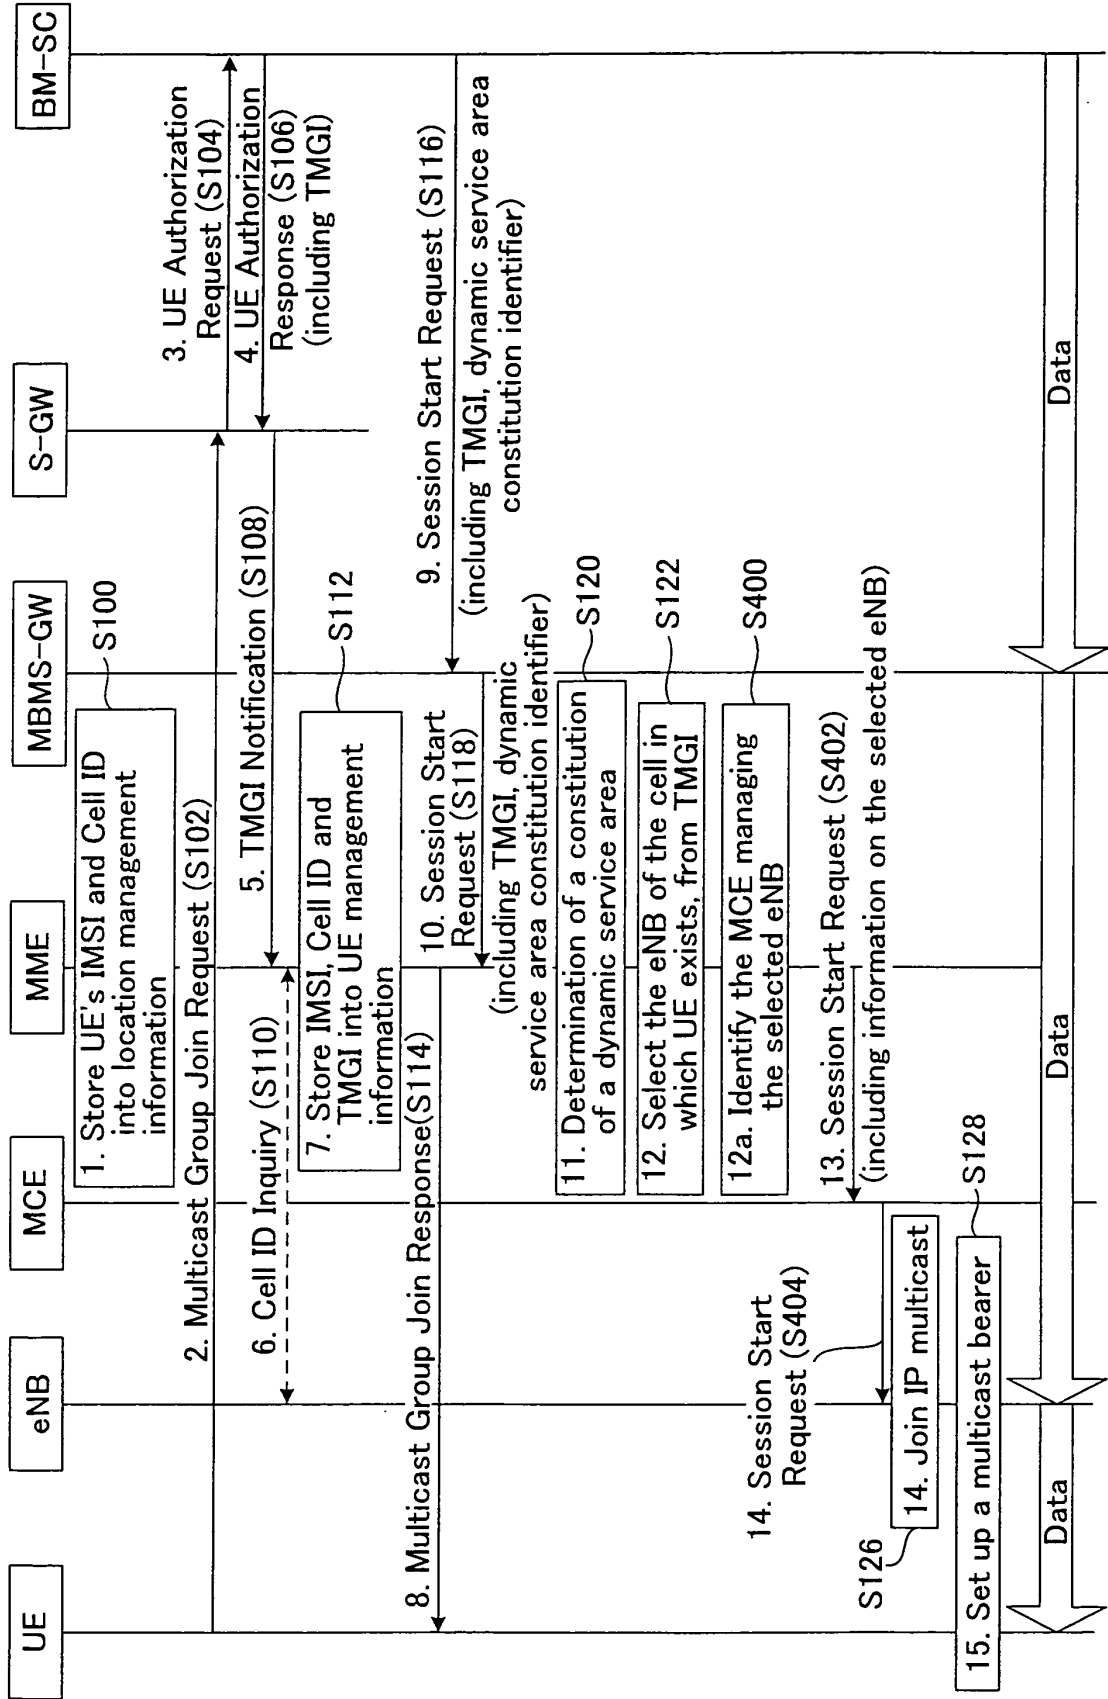 UE
eNB
MCE
MME
MBMS-GW
S-GW
BM-SC
1. Store UE's IMSI and Cell ID
into location management
information
S100
2. Multicast Group Join Request (S102)
3. UE Authorization
Request (S104)
4. UE Authorization
Response (S106)
(including TMGI)
5. TMGI Notification (S108)
6. Cell ID Inquiry (S110)
7. Store IMSI, Cell ID and
TMGI into UE management
information
S112
8. Multicast Group Join Response(S114)
9. Session Start Request (S116)
(including TMGI, dynamic service area
constitution identifier)
10. Session Start
Request (S118)
(including TMGI, dynamic
service area constitution identifier)
11. Determination of a constitution
of a dynamic service area
S120
12. Select the eNB of the cell in
which UE exists, from TMGI
S122
12a. Identify the MCE managing
the selected eNB
S400
13. Session Start Request (S402)
(including information on the selected eNB)
14. Session Start
Request (S404)
14. Join IP multicast
S126
15. Set up a multicast bearer
S128
Data
Data
Data